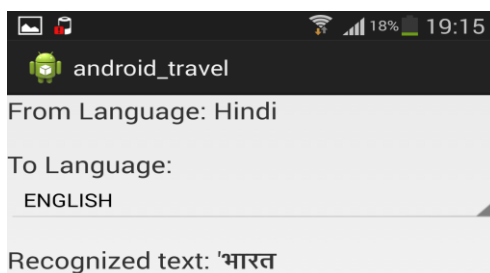 18% 19:15
android_travel
From Language: Hindi
To Language:
ENGLISH
Recognized text: 'भारत